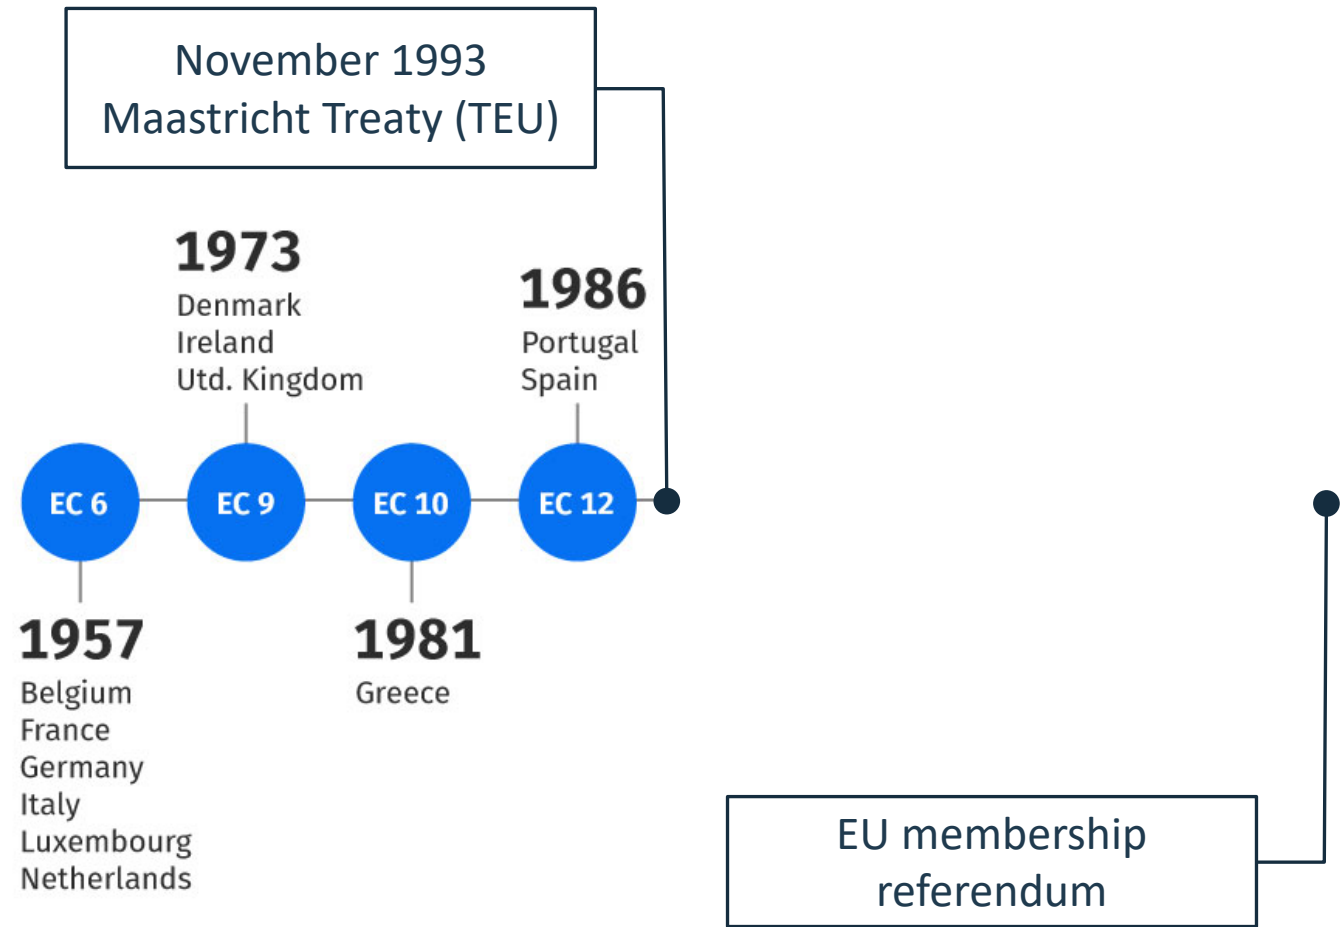 November 1993
Maastricht Treaty (TEU)
1973
Denmark
Ireland
Utd. Kingdom
1986
Portugal
Spain
EC 6
EC 9
EC 10
EC 12
1957
Belgium
France
Germany
Italy
Luxembourg
Netherlands
1981
Greece
EU membership
referendum